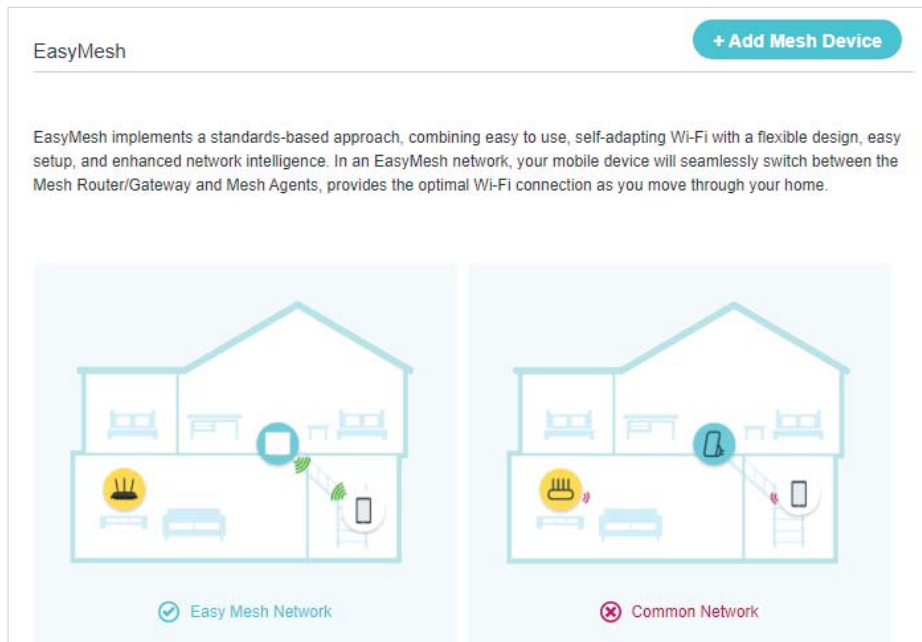 EasyMesh
+ Add Mesh Device
EasyMesh implements a standards-based approach, combining easy to use, self-adapting Wi-Fi with a flexible design, easy
setup, and enhanced network intelligence. In an EasyMesh network, your mobile device will seamlessly switch between the
Mesh Router/Gateway and Mesh Agents, provides the optimal Wi-Fi connection as you move through your home.
Easy Mesh Network
Common Network